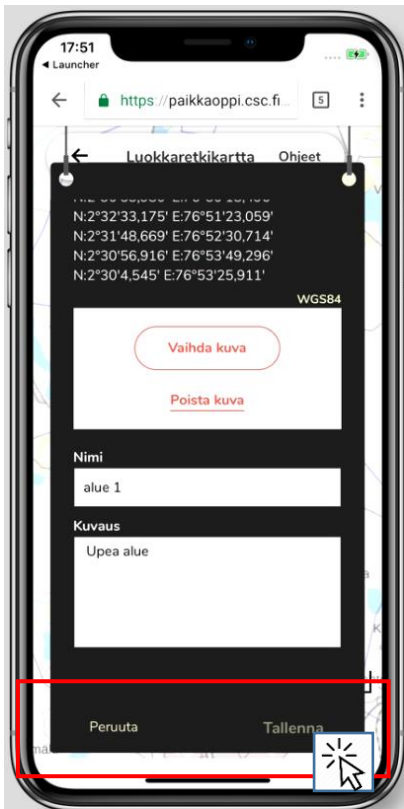 17:51
◄ Launcher
https://paikkaoppi.csc.fi... 5
Luokkaretkikartta Ohjeet
N:2°32'33,175' E:76°51'23,059'
N:2°31'48,669' E:76°52'30,714'
N:2°30'56,916' E:76°53'49,296'
N:2°30'4,545' E:76°53'25,911'
WGS84
Vaihda kuva
Poista kuva
Nimi
alue 1
Kuvaus
Upea alue
Peruuta Tallenna